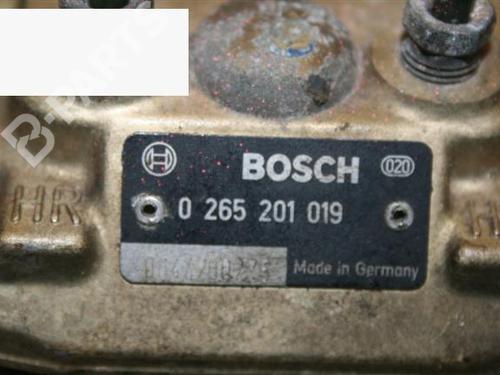 B-PARTS
BOSCH
020
HR
0 265 201 019
H
Made in Germany